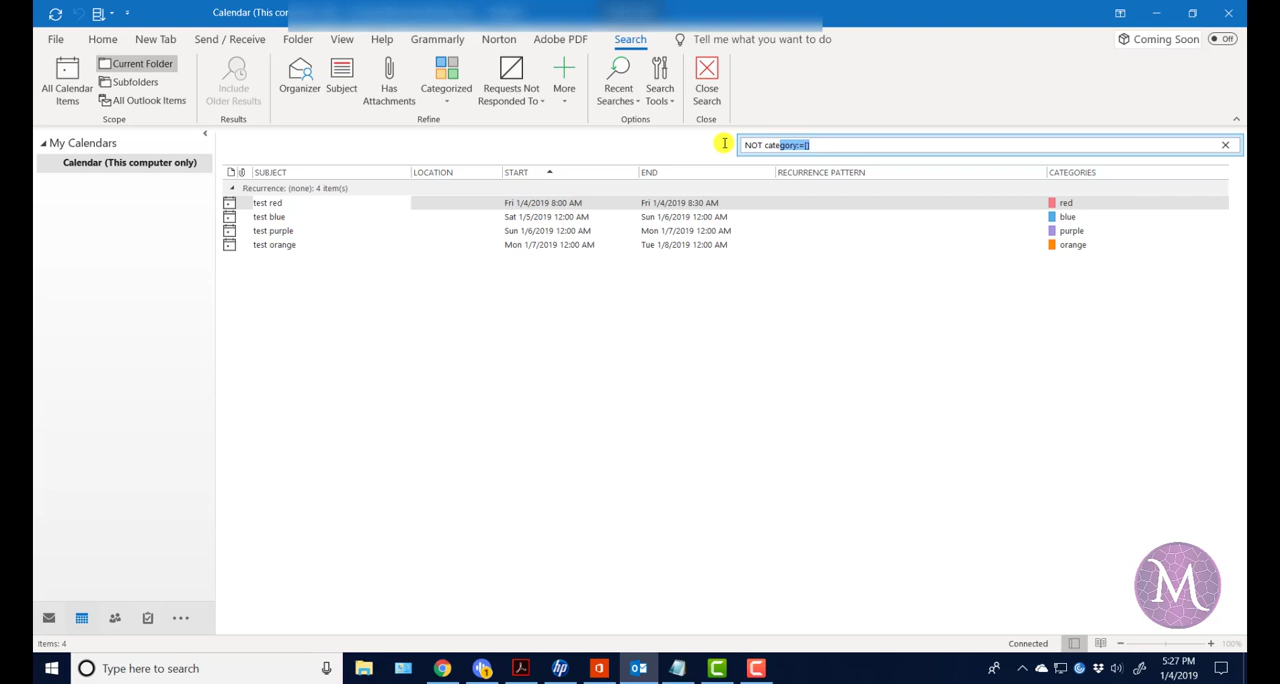 Calendar (This co
File Home New Tab Send / Receive Folder View Help Grammarly Norton Adobe PDF Search Tell me what you want to do Coming Soon Off
All Calendar Items
Current Folder
Subfolders
All Outlook Items
Scope
Include Older Results
Results
Organizer
Subject
Has Attachments
Categorized
Requests Not Responded To
More
Refine
Recent Searches
Search Tools
Options
Close Search
Close
My Calendars
Calendar (This computer only)
NOT category:=[]
SUBJECT LOCATION START END RECURRENCE PATTERN CATEGORIES
Recurrence: (none): 4 item(s)
test red Fri 1/4/2019 8:00 AM Fri 1/4/2019 8:30 AM red
test blue Sat 1/5/2019 12:00 AM Sun 1/6/2019 12:00 AM blue
test purple Sun 1/6/2019 12:00 AM Mon 1/7/2019 12:00 AM purple
test orange Mon 1/7/2019 12:00 AM Tue 1/8/2019 12:00 AM orange
M
Items: 4 Connected 100%
Type here to search
5:27 PM
1/4/2019